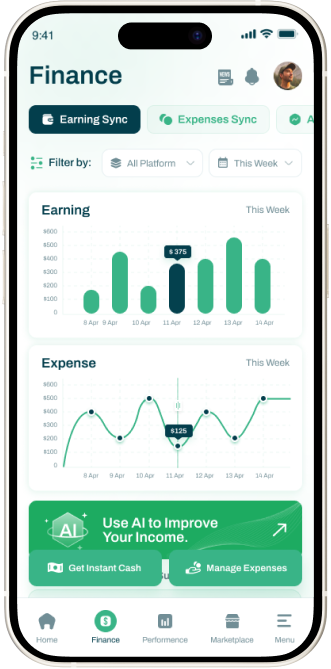 9:41
Finance
NEWS
Earning Sync
Expenses Sync
A
Filter by:
All Platform
This Week
Earning
This Week
$600
$500
$400
$300
$200
$100
0
$ 375
8 Apr
9 Apr
10 Apr
11 Apr
12 Apr
13 Apr
14 Apr
Expense
This Week
$600
$500
$400
$300
$200
$100
0
$125
8 Apr
9 Apr
10 Apr
11 Apr
12 Apr
13 Apr
14 Apr
AI
Use AI to Improve
Your Income.
Get Instant Cash
Manage Expenses
Home
Finance
Performence
Marketplace
Menu